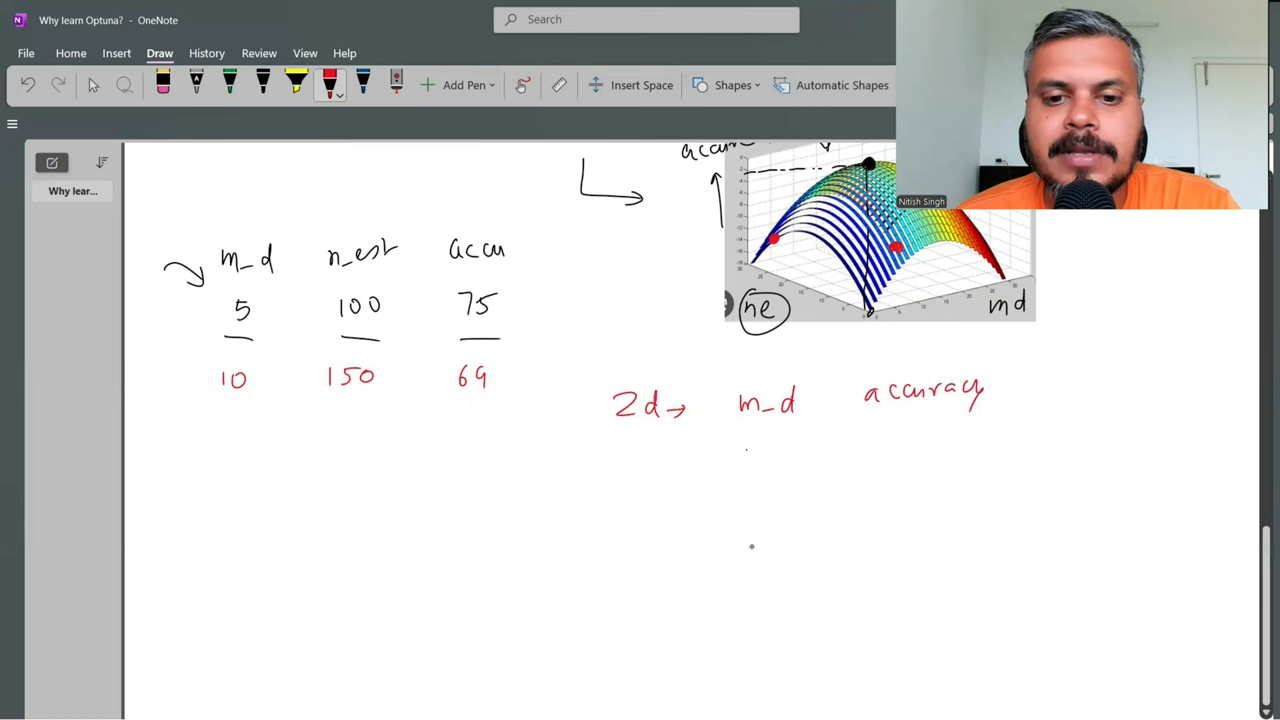 Why learn Optuna? - OneNote
Search
File Home Insert Draw History Review View Help
Add Pen Insert Space Shapes Automatic Shapes
Why lear...
Nitish Singh
m_d n_est accu
5 100 75
10 150 69
ne md
2d → m_d accuracy